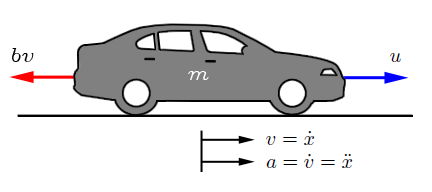 bv
u
m
v = ẋ
a = v̇ = ẍ